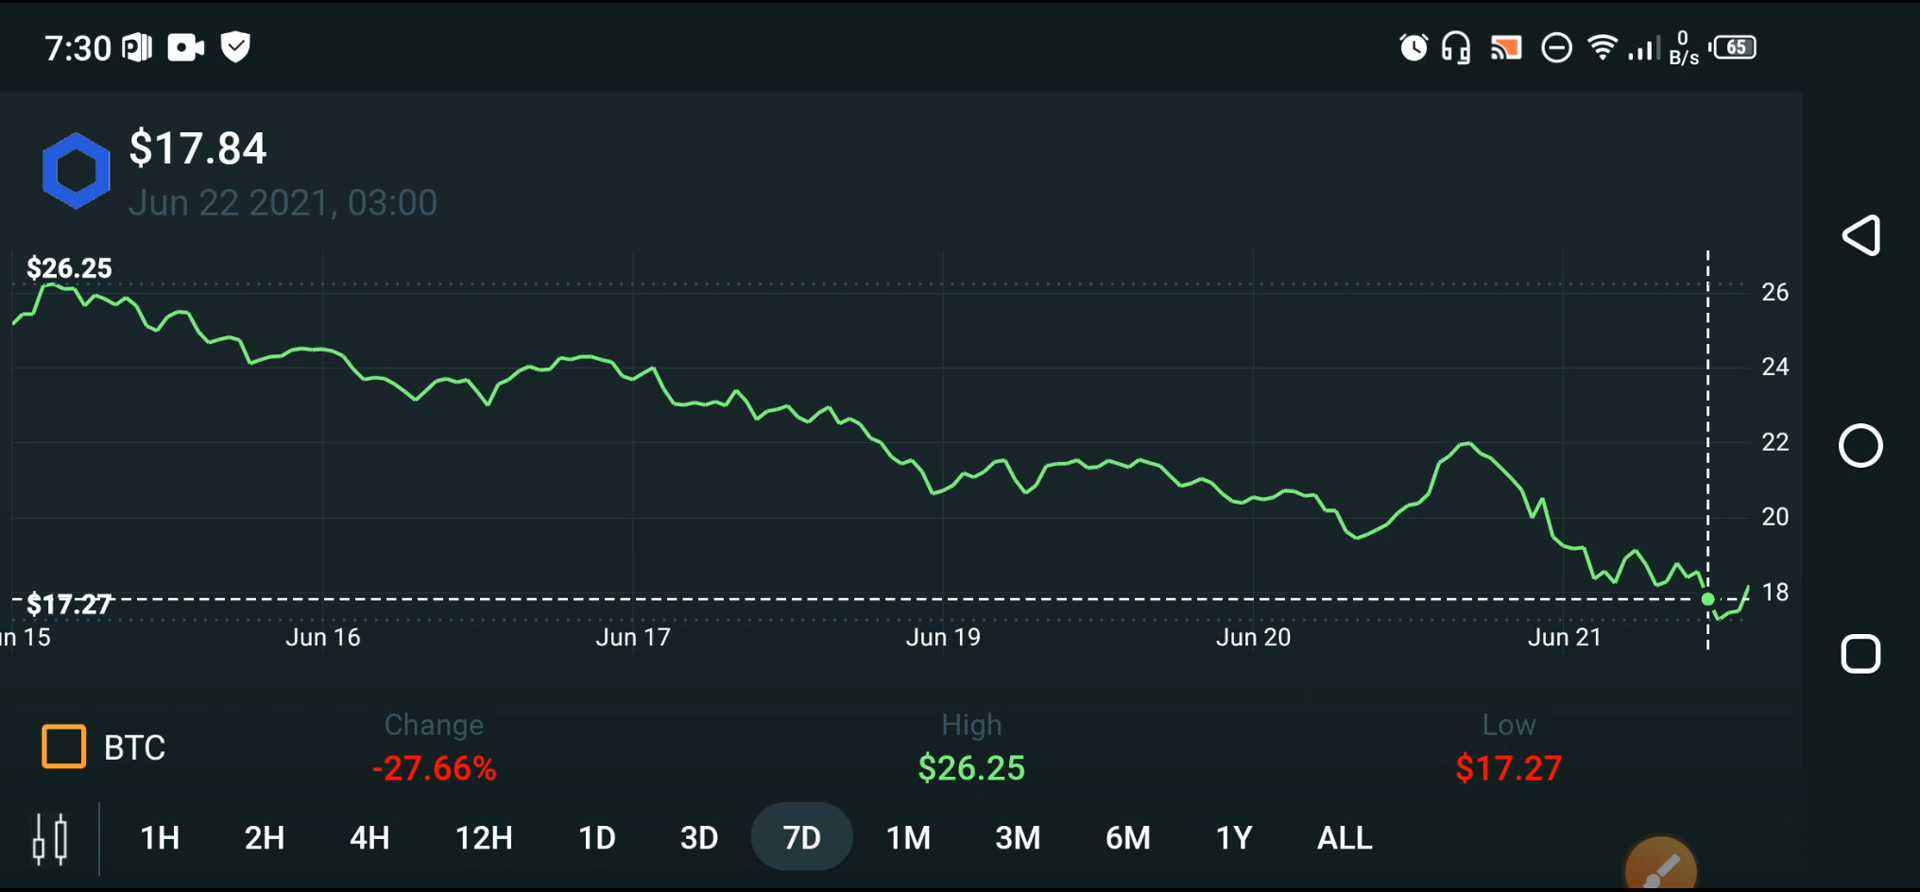 7:30
0
B/s
65
$17.84
Jun 22 2021, 03:00
$26.25
26
24
22
20
18
$17.27
n 15 Jun 16 Jun 17 Jun 19 Jun 20 Jun 21
BTC
Change High Low
-27.66% $26.25 $17.27
1H 2H 4H 12H 1D 3D 7D 1M 3M 6M 1Y ALL